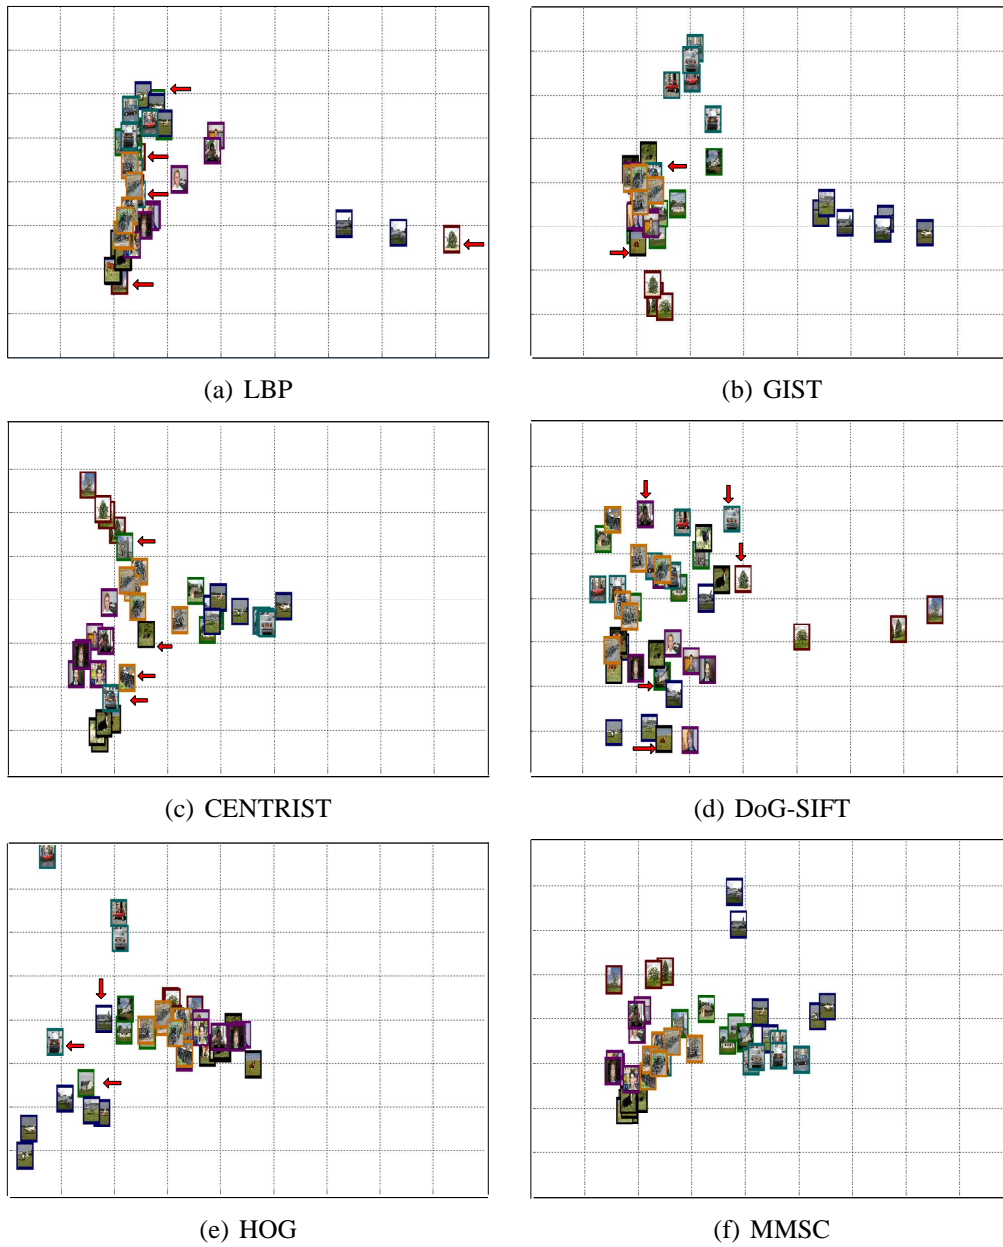 (a) LBP
(b) GIST
(c) CENTRIST
(d) DoG-SIFT
(e) HOG
(f) MMSC